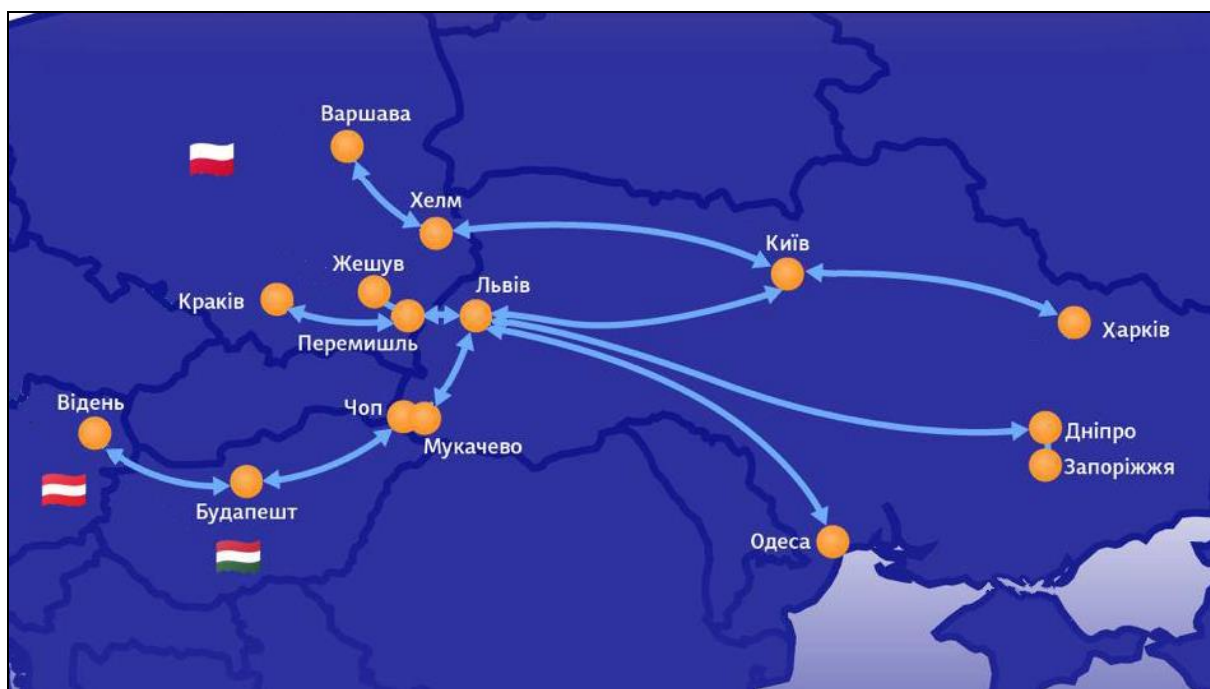 Варшава
Хелм
Київ
Жешув
Львів
Краків
Перемишль
Харків
Відень
Чоп
Мукачево
Дніпро
Запоріжжя
Будапешт
Одеса